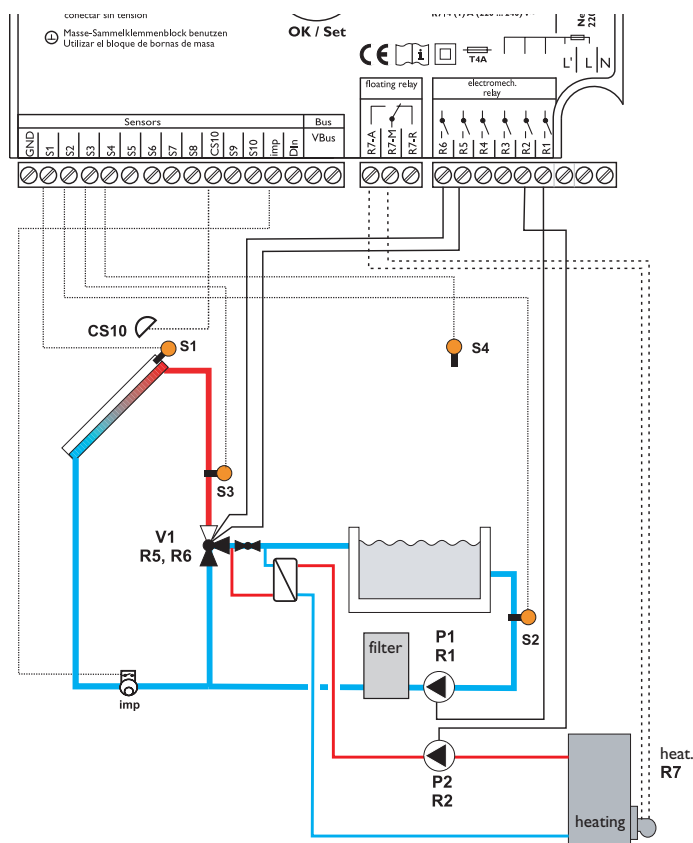 conectar sin tensión
Masse-Sammelklemmenblock benutzen
Utilizar el bloque de bornas de masa
OK / Set
CE
i
T4A
L' L N
220
floating relay
electromech.
relay
Sensors
Bus
VBus
GND
S1
S2
S3
S4
S5
S6
S7
S8
CS10
S9
S10
imp
DIn
R7-A
R7-M
R7-R
R6
R5
R4
R3
R2
R1
CS10
S1
S4
S3
V1
R5, R6
S2
P1
R1
filter
imp
P2
R2
heat.
R7
heating